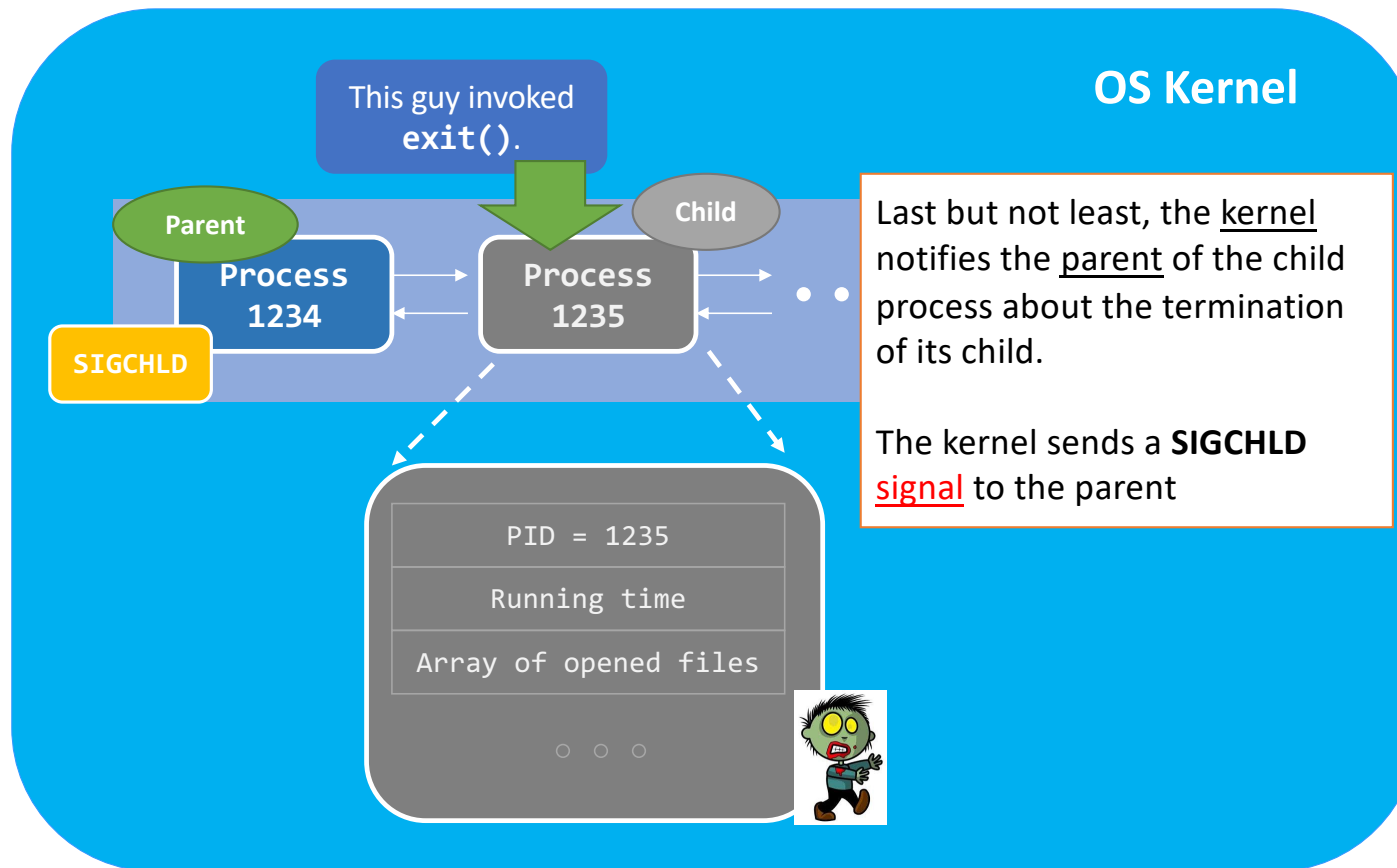 OS Kernel
This guy invoked
exit().
Parent
Child
Process
1234
Process
1235
SIGCHLD
Last but not least, the kernel
notifies the parent of the child
process about the termination
of its child.
The kernel sends a SIGCHLD
signal to the parent
PID = 1235
Running time
Array of opened files